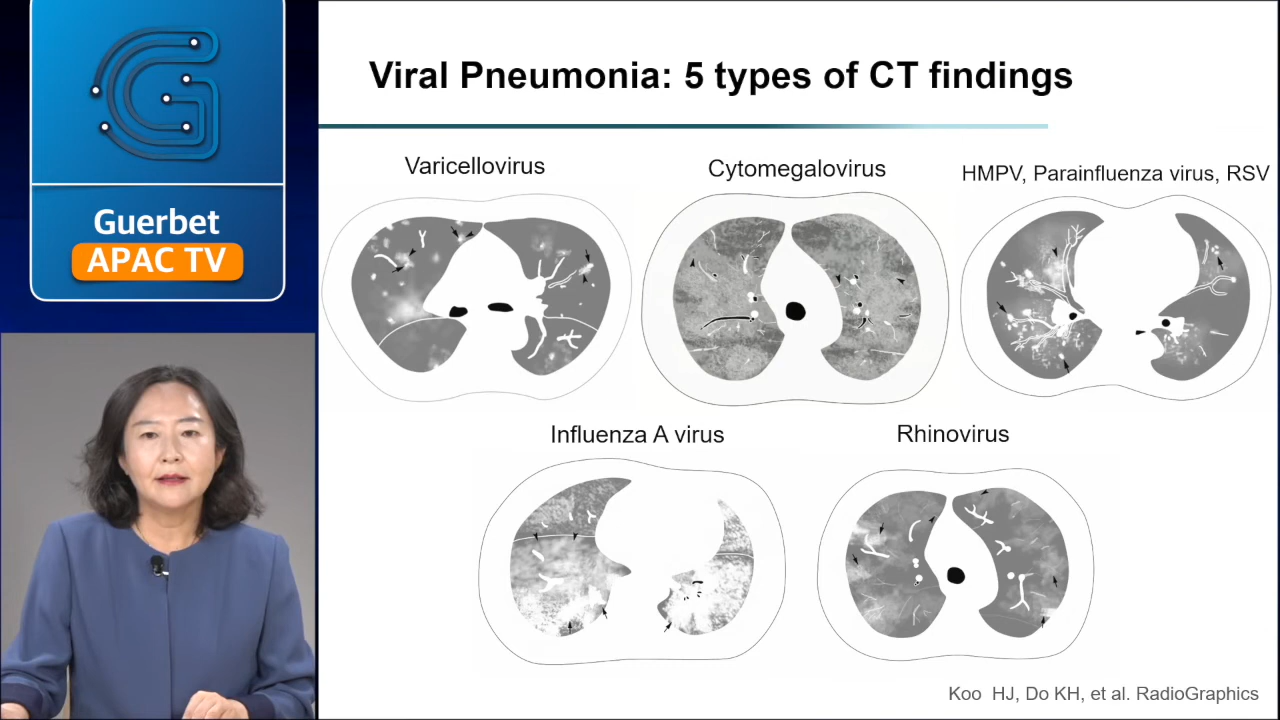 Guerbet
APAC TV
Viral Pneumonia: 5 types of CT findings
Varicellovirus
Cytomegalovirus
HMPV, Parainfluenza virus, RSV
Influenza A virus
Rhinovirus
Koo HJ, Do KH, et al. RadioGraphics